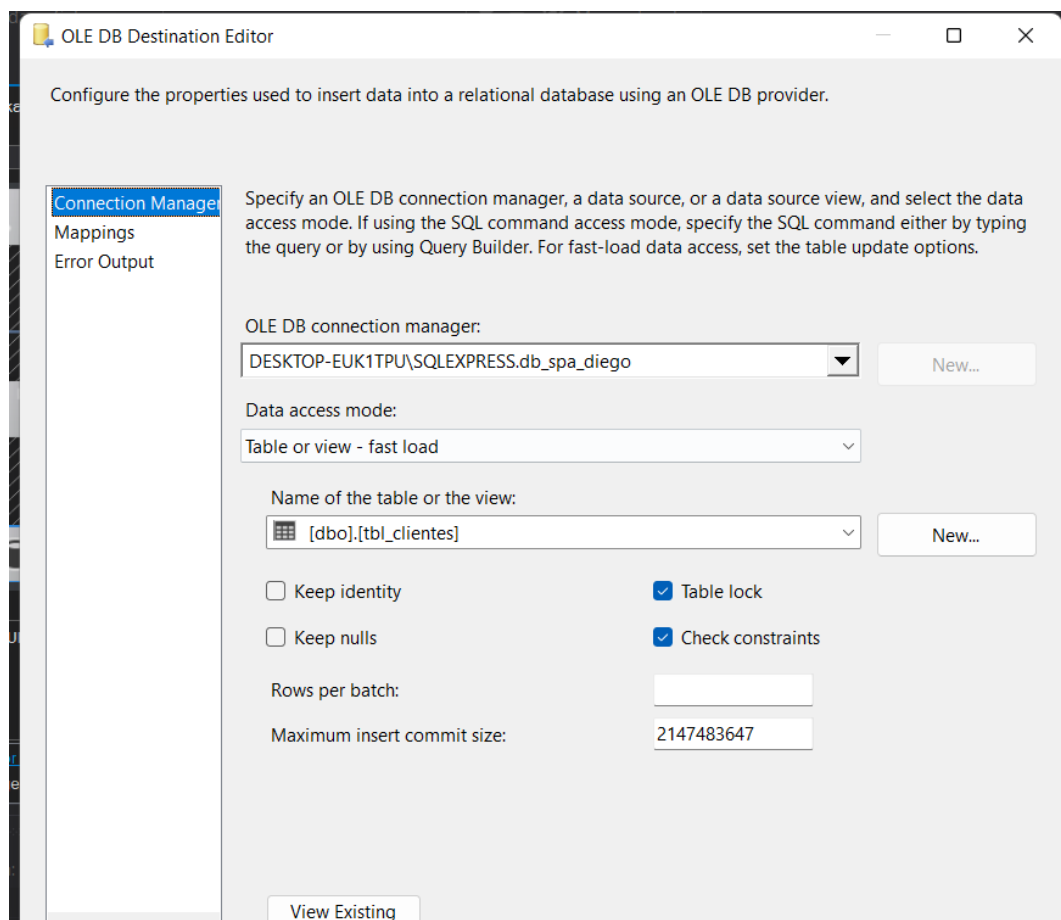 OLE DB Destination Editor
Configure the properties used to insert data into a relational database using an OLE DB provider.
Connection Manager
Mappings
Error Output
Specify an OLE DB connection manager, a data source, or a data source view, and select the data
access mode. If using the SQL command access mode, specify the SQL command either by typing
the query or by using Query Builder. For fast-load data access, set the table update options.
OLE DB connection manager:
DESKTOP-EUK1TPU\SQLEXPRESS.db_spa_diego
New...
Data access mode:
Table or view - fast load
Name of the table or the view:
[dbo].[tbl_clientes]
New...
Keep identity
Table lock
Keep nulls
Check constraints
Rows per batch:
Maximum insert commit size:
2147483647
View Existing